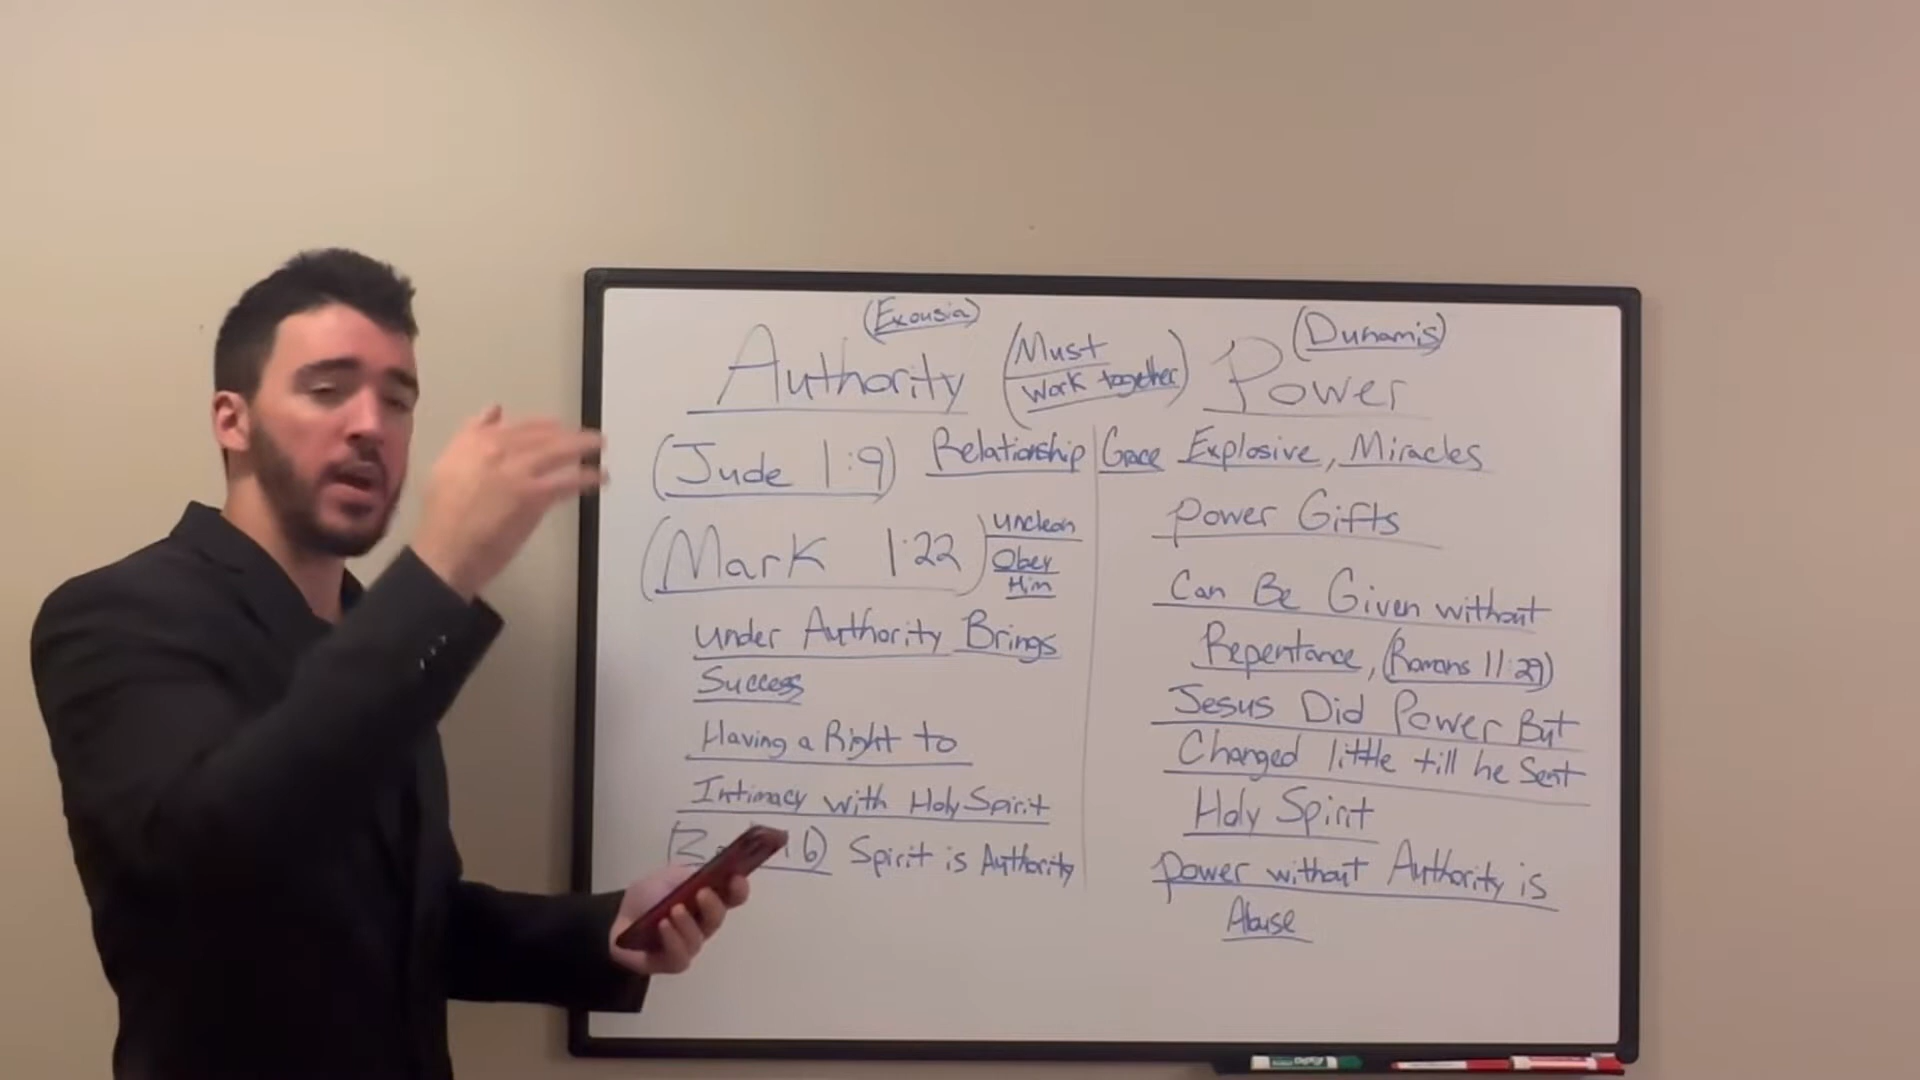 (Exousia)
Authority
(Must
Work together)
(Dunamis)
Power
(Jude 1:9) Relationship
(Mark 1:22) unclean
Obey
Him
under Authority Brings
Success
Having a Right to
Intimacy with Holy Spirit
6) Spirit is Authority
Grace Explosive, Miracles
Power Gifts
Can Be Given without
Repentance, (Romans 11:29)
Jesus Did Power But
Changed little till he Sent
Holy Spirit
Power without Authority is
Abuse